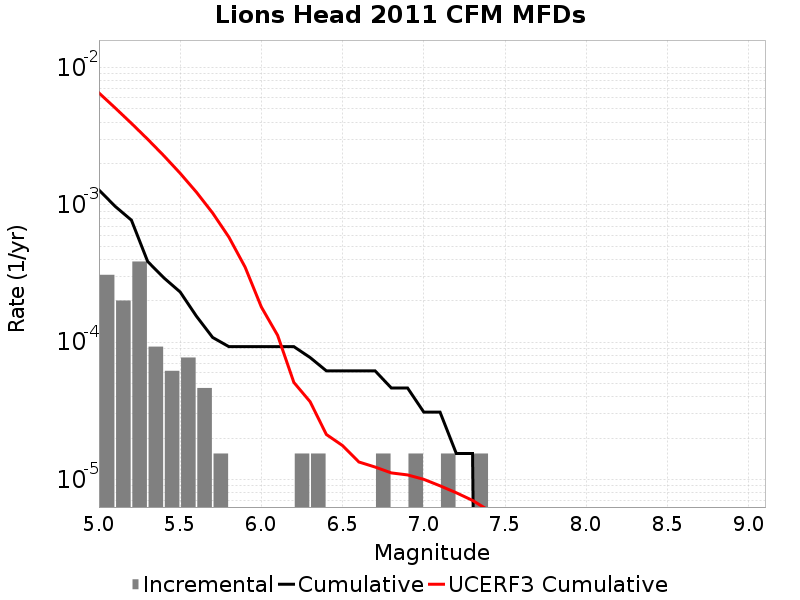 Lions Head 2011 CFM MFDs
Rate (1/yr)
10-2
10-3
10-4
10-5
5.0 5.5 6.0 6.5 7.0 7.5 8.0 8.5 9.0
Magnitude
Incremental Cumulative UCERF3 Cumulative